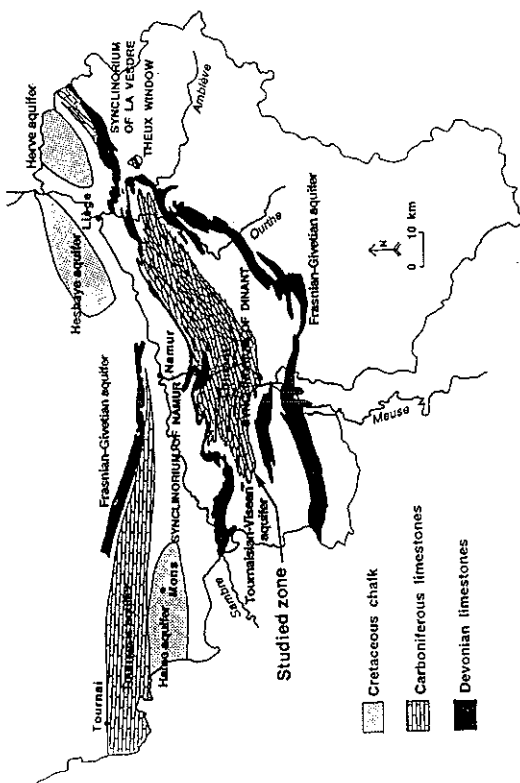 Herve aquifer
SYNCLINORIUM
OF LA VESDRE
THEUX WINDOW
Amblève
Liège
Hesbaye aquifer
Ourthe
Frasnian-Givetian aquifer
N
0 10 km
Frasnian-Givetian aquifer
SYNCLINORIUM OF NAMUR
Namur
SYNCLINORIUM OF DINANT
Meuse
Tournai
Mons
Sambre
Tournaisian-Visean
aquifer
Studied zone
Cretaceous chalk
Carboniferous limestones
Devonian limestones